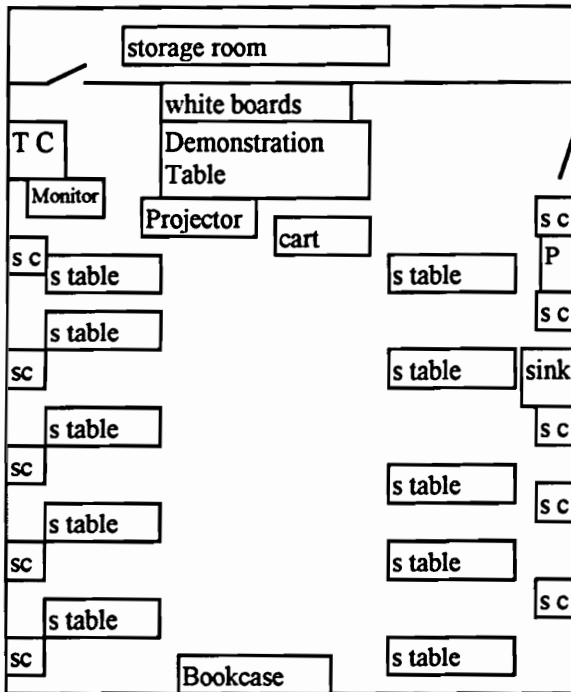 storage room
white boards
T C
Demonstration
Table
Monitor
Projector
s c
cart
s c
P
s table
s table
s c
s table
sc
s table
sink
s table
s c
sc
s table
s c
s table
sc
s table
s c
s table
sc
s table
Bookcase